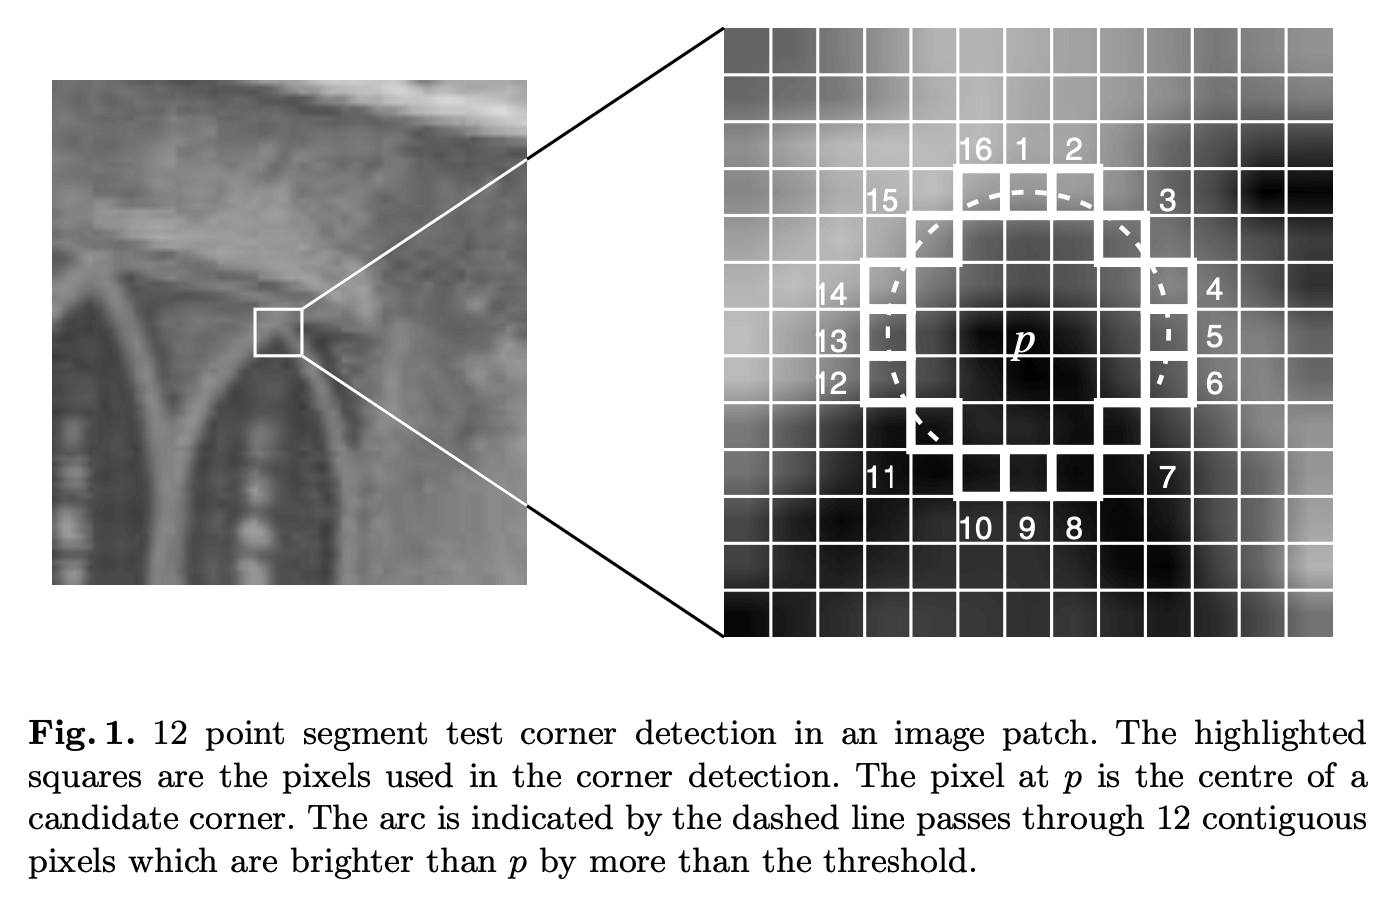 16 1 2
15 3
14 4
13 p 5
12 6
11 7
10 9 8
Fig. 1. 12 point segment test corner detection in an image patch. The highlighted
squares are the pixels used in the corner detection. The pixel at p is the centre of a
candidate corner. The arc is indicated by the dashed line passes through 12 contiguous
pixels which are brighter than p by more than the threshold.